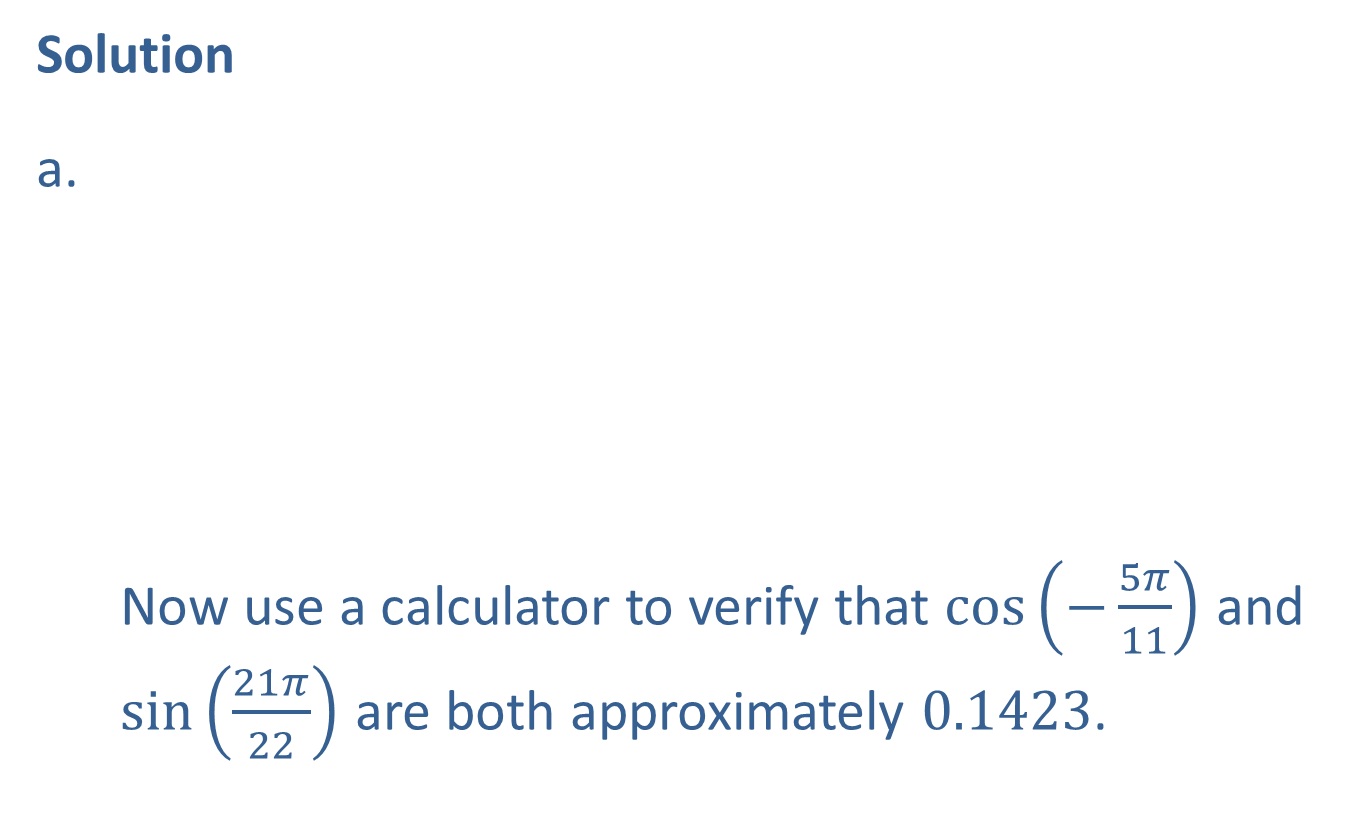 Solution
a.
Now use a calculator to verify that cos(−5π/11) and
sin(21π/22) are both approximately 0.1423.